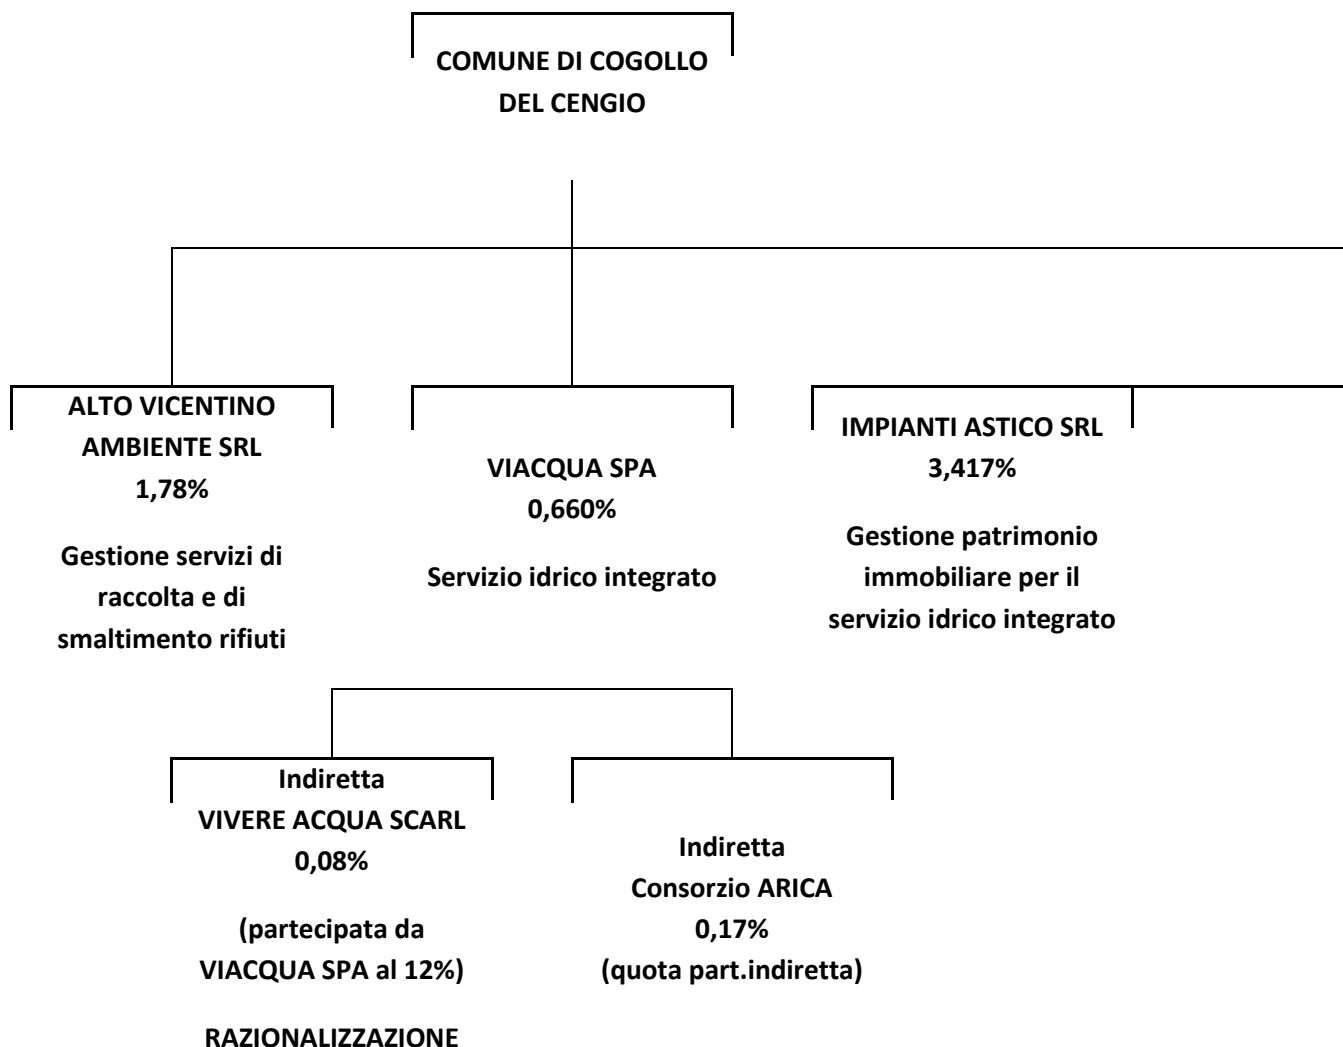 COMUNE DI COGOLLO
DEL CENGIO
ALTO VICENTINO
AMBIENTE SRL
1,78%
Gestione servizi di
raccolta e di
smaltimento rifiuti
VIACQUA SPA
0,660%
Servizio idrico integrato
IMPIANTI ASTICO SRL
3,417%
Gestione patrimonio
immobiliare per il
servizio idrico integrato
Indiretta
VIVERE ACQUA SCARL
0,08%
(partecipata da
VIACQUA SPA al 12%)
RAZIONALIZZAZIONE
Indiretta
Consorzio ARICA
0,17%
(quota part.indiretta)